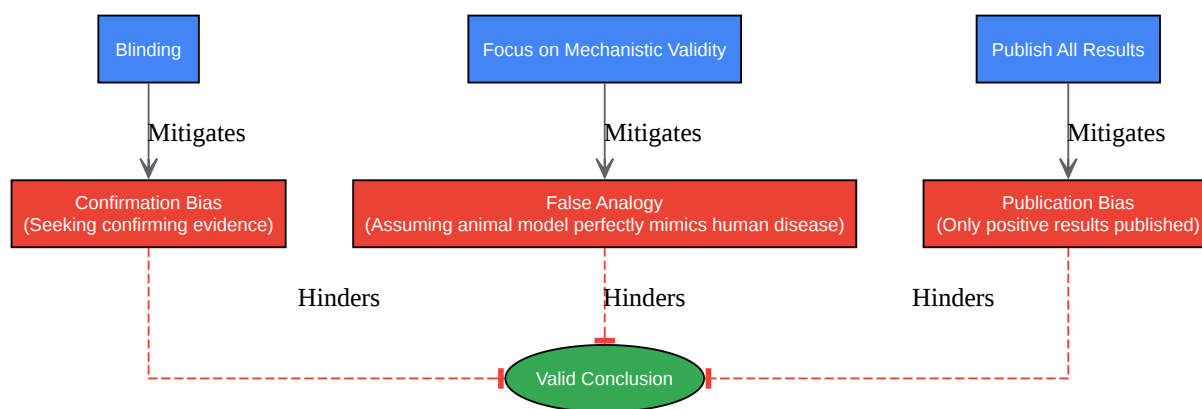 Blinding
Focus on Mechanistic Validity
Publish All Results
Mitigates
Mitigates
Mitigates
Confirmation Bias
(Seeking confirming evidence)
False Analogy
(Assuming animal model perfectly mimics human disease)
Publication Bias
(Only positive results published)
Hinders
Hinders
Hinders
Valid Conclusion